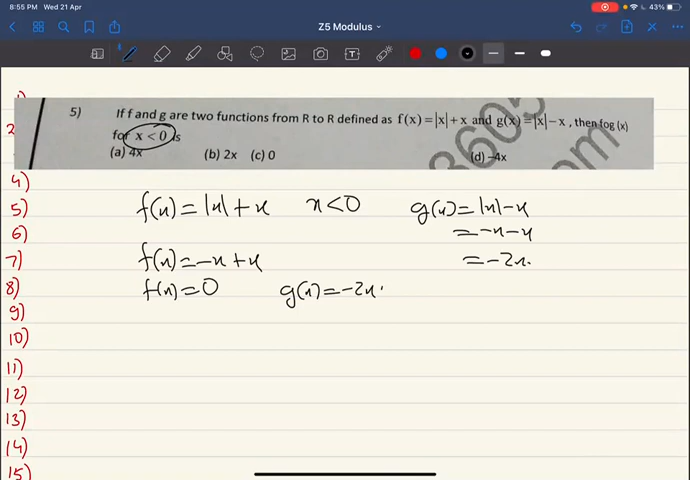 8:55 PM Wed 21 Apr
43%
Z5 Modulus
T
5) If f and g are two functions from R to R defined as f(x) = |x| + x and g(x) = |x| − x , then fog (x)
for x < 0 is
(a) 4x (b) 2x (c) 0 (d) −4x
3605
om
4)
5) f(x) = |x| + x x < 0 g(x) = |x| − x
6) = −x − x
7) f(x) = −x + x = −2x.
8) f(x) = 0 g(x) = −2x.
9)
10)
11)
12)
13)
14)
15)